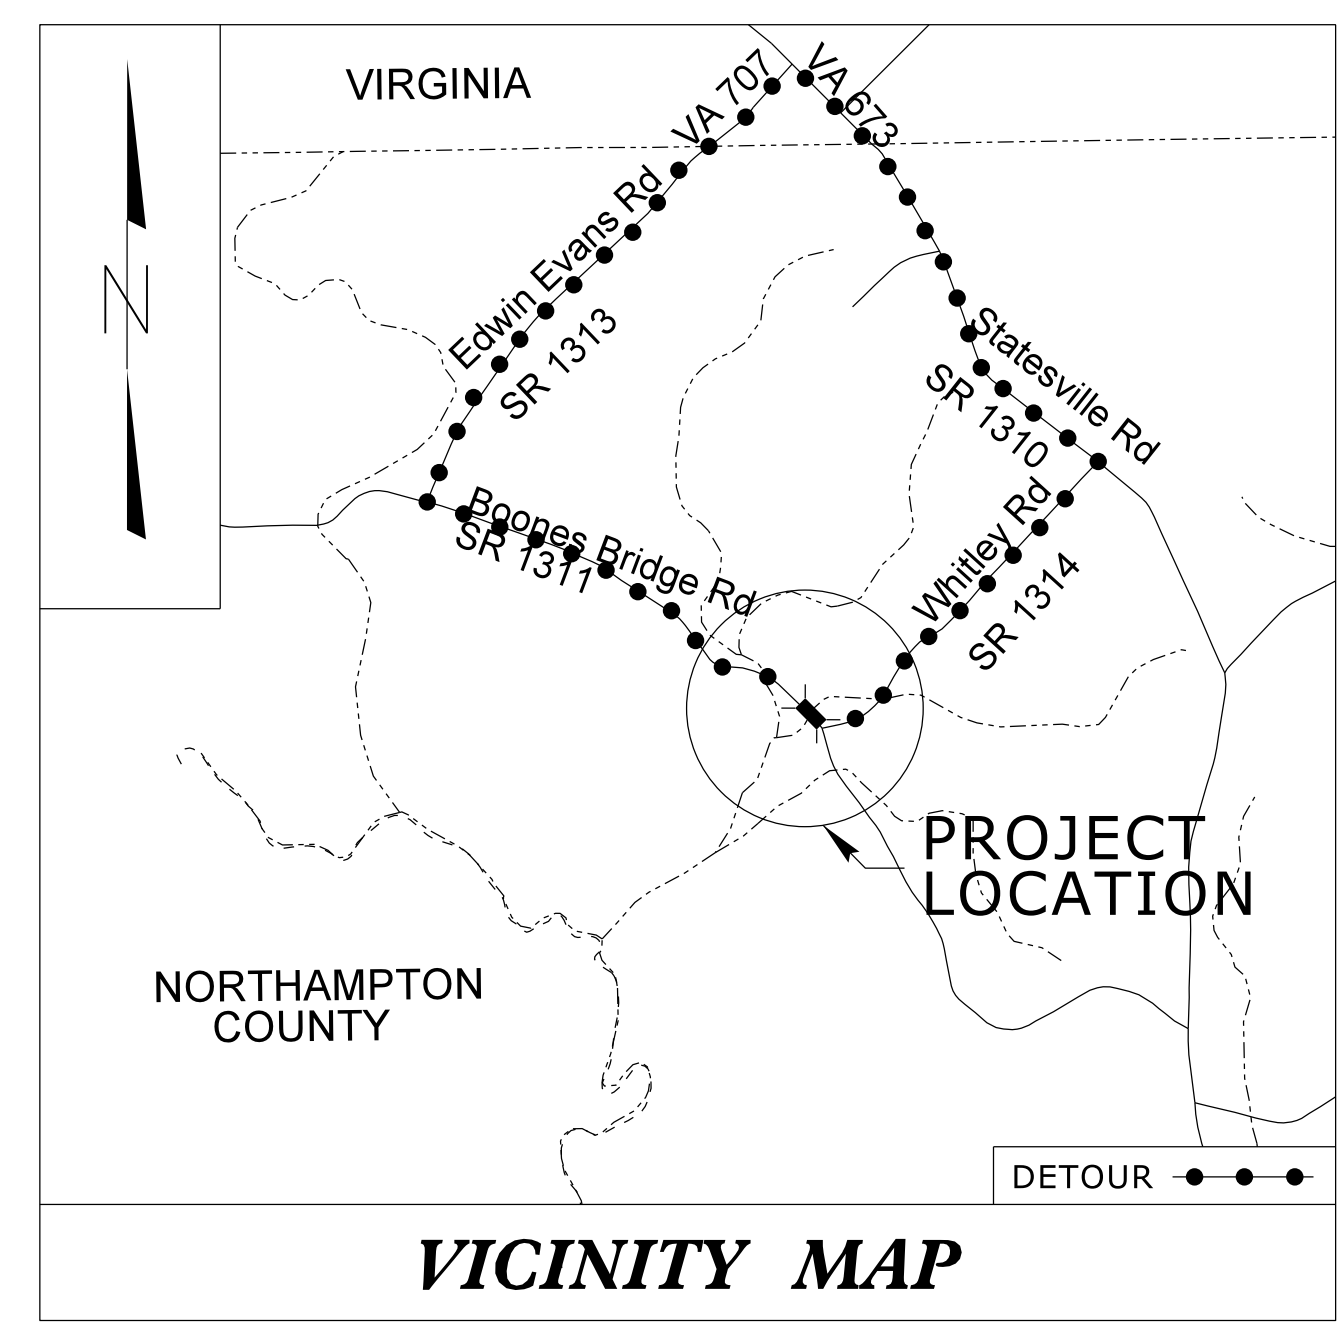 VIRGINIA
VA 707
VA 673
Edwin Evans Rd
SR 1313
Statesville Rd
SR 1310
N
Boones Bridge Rd
SR 1311
Whitley Rd
SR 1314
PROJECT
LOCATION
NORTHAMPTON
COUNTY
DETOUR
VICINITY MAP